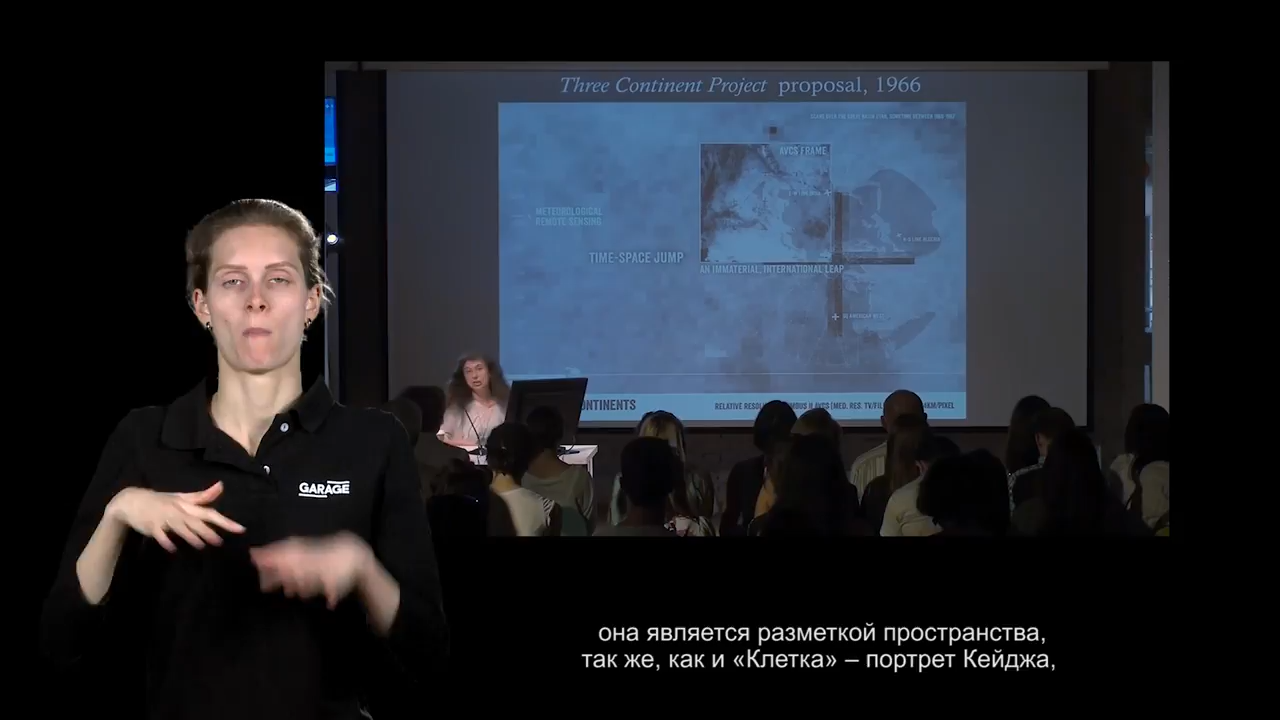 Three Continent Project proposal, 1966
AVCS FRAME
METEOROLOGICAL
REMOTE SENSING
TIME-SPACE JUMP
AN IMMATERIAL, INTERNATIONAL LEAP
ONTINENTS
GARAGE
она является разметкой пространства,
так же, как и «Клетка» – портрет Кейджа,